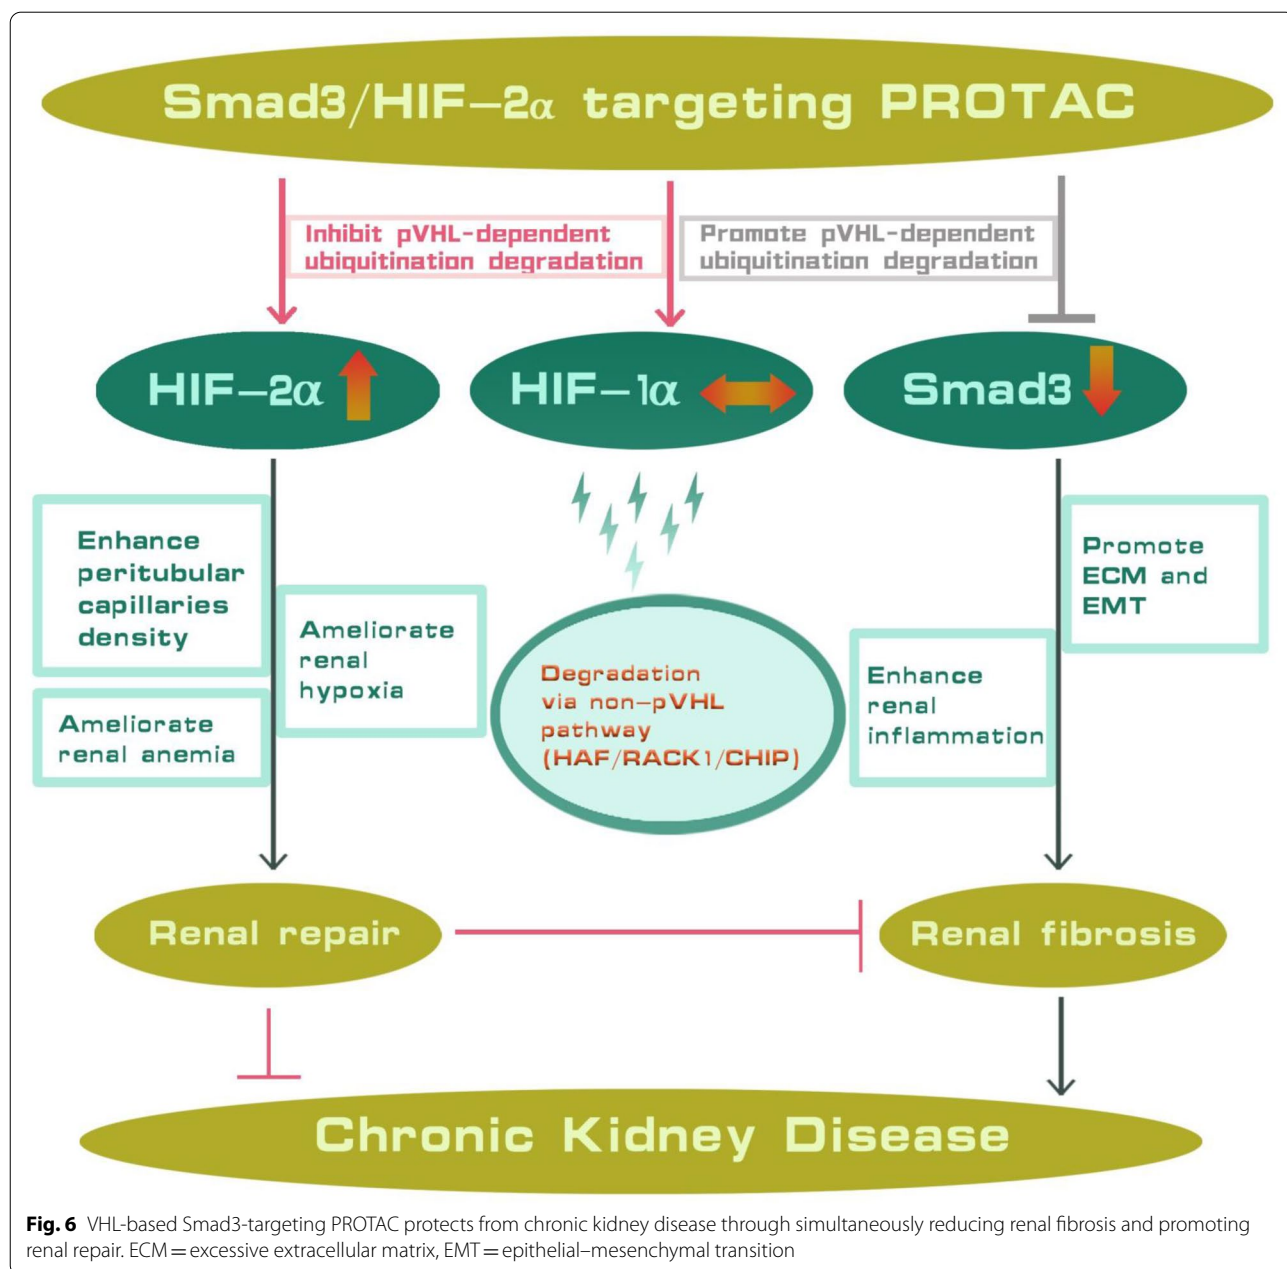 Smad3/HIF–2α targeting PROTAC
Inhibit pVHL–dependent
ubiquitination degradation
Promote pVHL–dependent
ubiquitination degradation
HIF–2α
HIF–1α
Smad3
Enhance
peritubular
capillaries
density
Ameliorate
renal
hypoxia
Ameliorate
renal anemia
Degradation
via non–pVHL
pathway
(HAF/RACK1/CHIP)
Promote
ECM and
EMT
Enhance
renal
inflammation
Renal repair
Renal fibrosis
Chronic Kidney Disease
Fig. 6 VHL-based Smad3-targeting PROTAC protects from chronic kidney disease through simultaneously reducing renal fibrosis and promoting
renal repair. ECM = excessive extracellular matrix, EMT = epithelial–mesenchymal transition